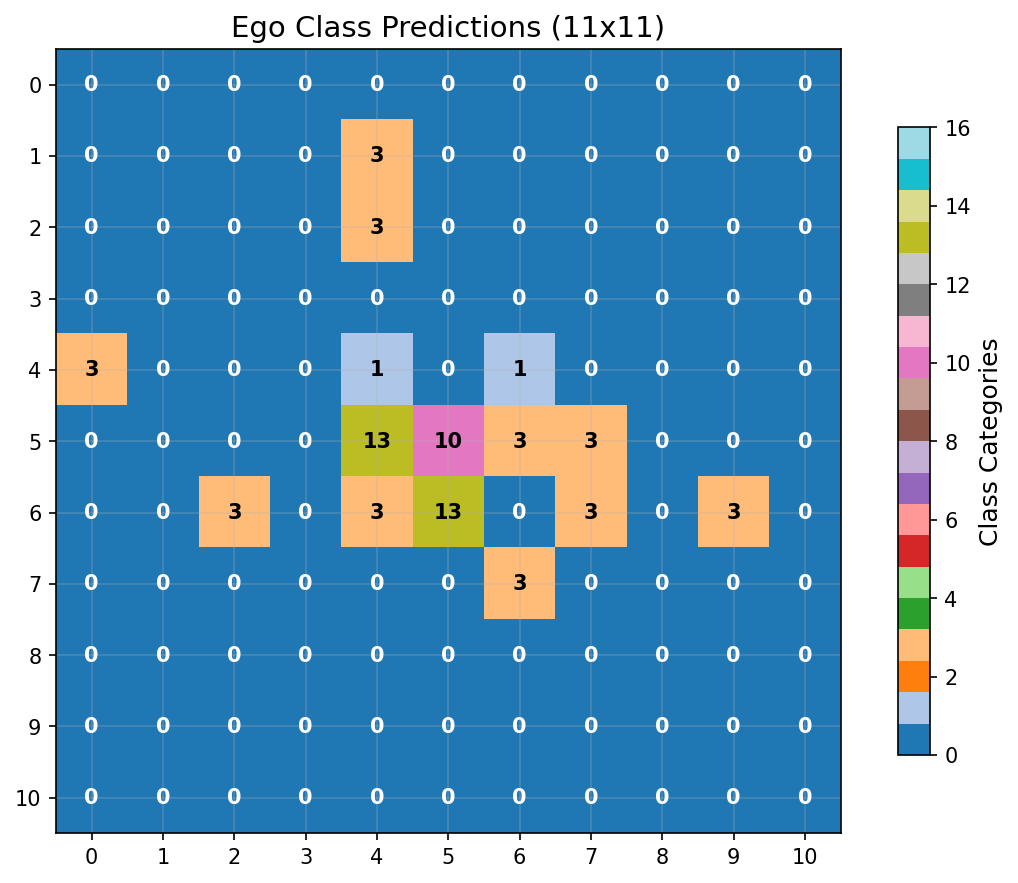 Ego Class Predictions (11x11)
0 0 0 0 0 0 0 0 0 0 0 0
1 0 0 0 0 3 0 0 0 0 0 0
2 0 0 0 0 3 0 0 0 0 0 0
3 0 0 0 0 0 0 0 0 0 0 0
4 3 0 0 0 1 0 1 0 0 0 0
5 0 0 0 0 13 10 3 3 0 0 0
6 0 0 3 0 3 13 0 3 0 3 0
7 0 0 0 0 0 0 3 0 0 0 0
8 0 0 0 0 0 0 0 0 0 0 0
9 0 0 0 0 0 0 0 0 0 0 0
10 0 0 0 0 0 0 0 0 0 0 0
0 1 2 3 4 5 6 7 8 9 10
16
14
12
10
8
6
4
2
0
Class Categories